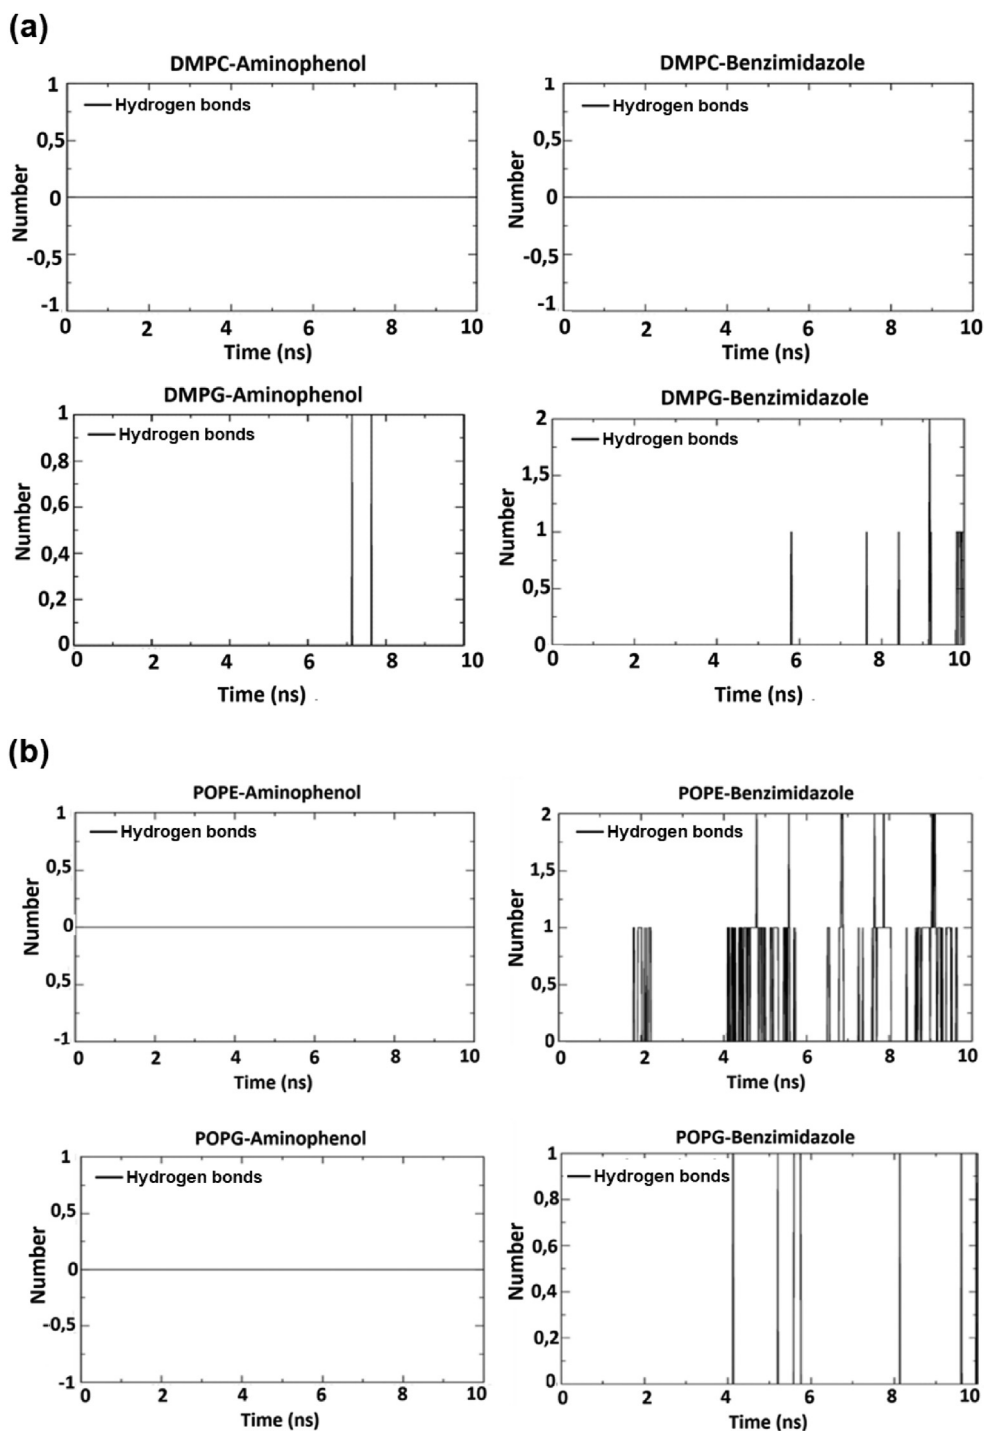 (a)
DMPC-Aminophenol
1
Hydrogen bonds
0,5
0
-0,5
-1
Number
0 2 4 6 8 10
Time (ns)
DMPC-Benzimidazole
1
Hydrogen bonds
0,5
0
-0,5
-1
Number
0 2 4 6 8 10
Time (ns)
DMPG-Aminophenol
1
Hydrogen bonds
0,8
0,6
0,4
0,2
0
Number
0 2 4 6 8 10
Time (ns)
DMPG-Benzimidazole
2
Hydrogen bonds
1,5
1
0,5
0
Number
0 2 4 6 8 10
Time (ns)
(b)
POPE-Aminophenol
1
Hydrogen bonds
0,5
0
0,5
-1
Number
0 2 4 6 8 10
Time (ns)
POPE-Benzimidazole
2
Hydrogen bonds
1,5
1
0,5
0
Number
0 2 4 6 8 10
Time (ns)
POPG-Aminophenol
1
Hydrogen bonds
0,5
0
-0,5
-1
Number
0 2 4 6 8 10
Time (ns)
POPG-Benzimidazole
1
Hydrogen bonds
0,8
0,6
0,4
0,2
0
Number
0 2 4 6 8 10
Time (ns)